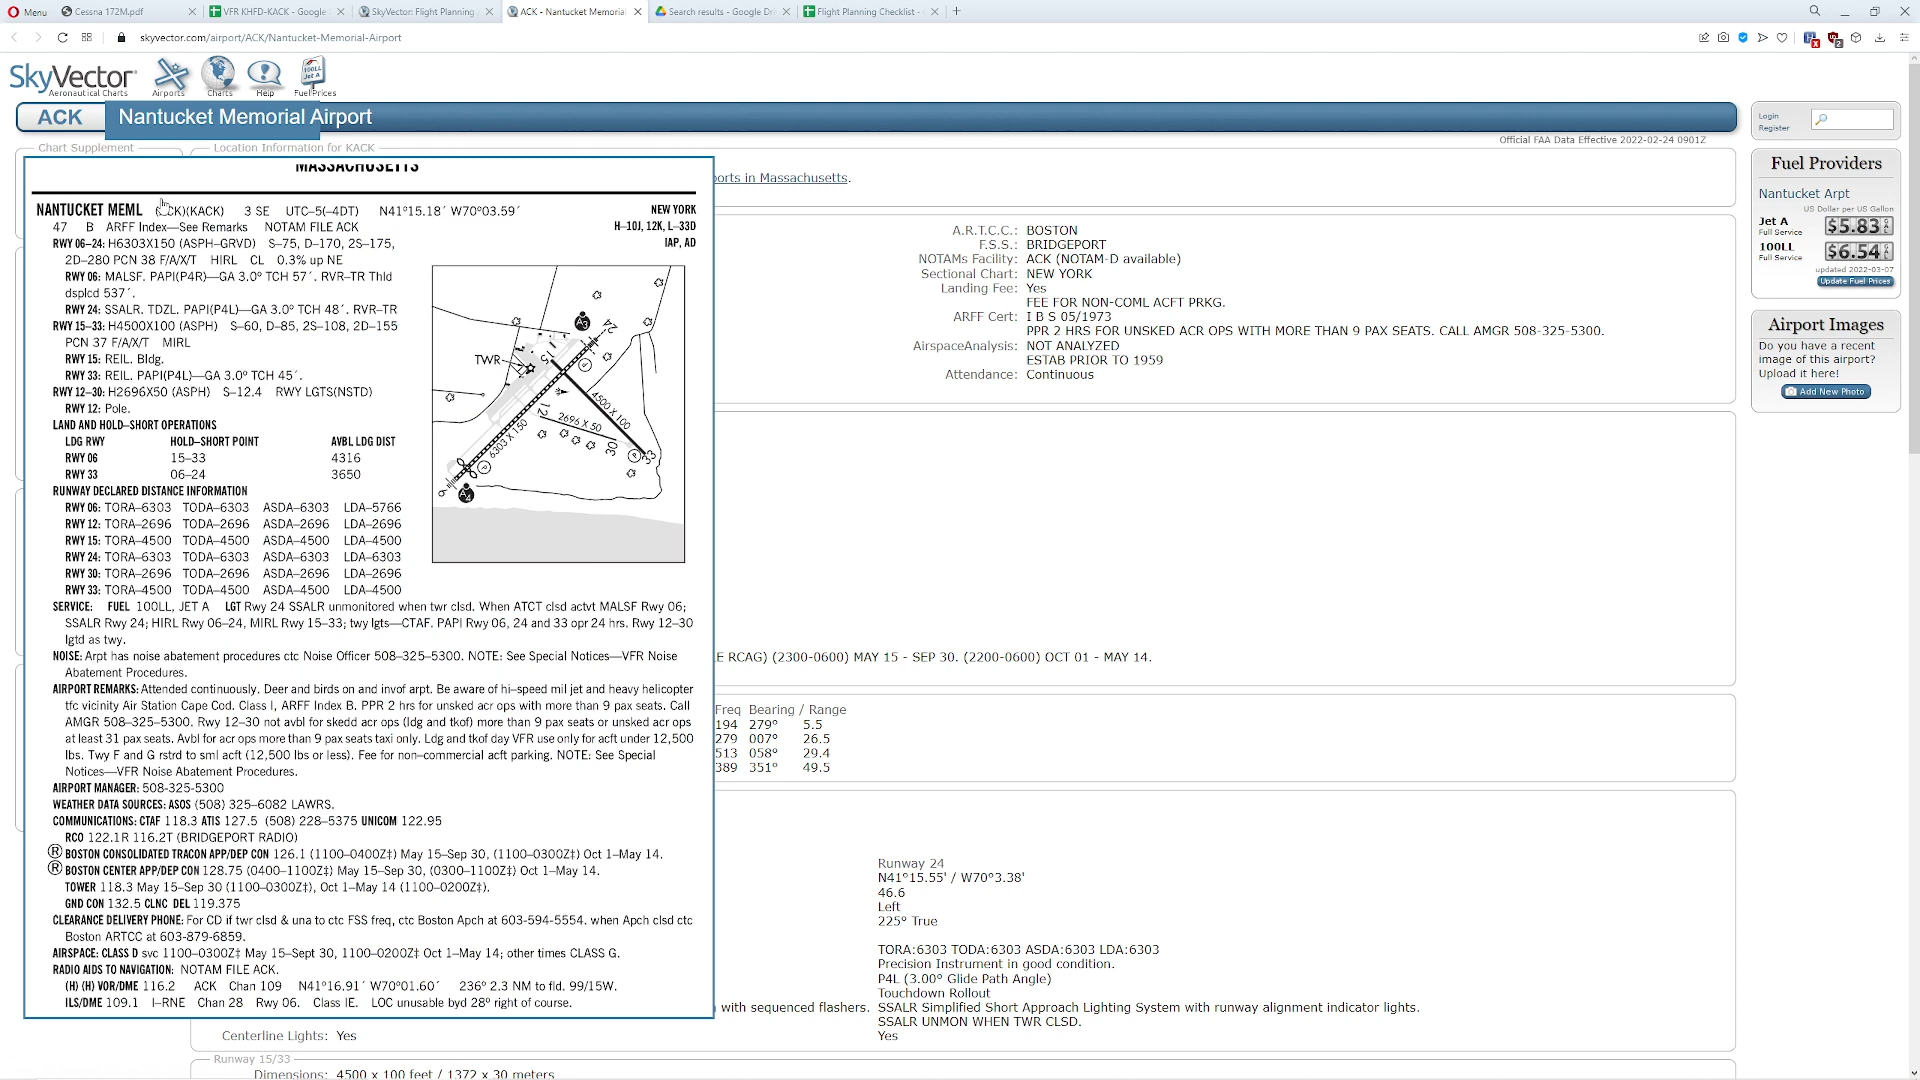 Menu
Cessna 172M.pdf
VFR KHFD-KACK - Google
SkyVector: Flight Planning
ACK - Nantucket Memorial
Search results - Google Dri
Flight Planning Checklist -
skyvector.com/airport/ACK/Nantucket-Memorial-Airport
SkyVector
Aeronautical Charts
Airports
Charts
Help
100LL
Jet A
Fuel Prices
ACK
Nantucket Memorial Airport
Login
Register
Official FAA Data Effective 2022-02-24 0901Z
Chart Supplement
Location Information for KACK
orts in Massachusetts.
MASSACHUSETTS
NANTUCKET MEML (ACK)(KACK) 3 SE UTC–5(–4DT) N41°15.18´ W70°03.59´
NEW YORK
47 B ARFF Index—See Remarks NOTAM FILE ACK
H–10J, 12K, L–33D
IAP, AD
RWY 06–24: H6303X150 (ASPH–GRVD) S–75, D–170, 2S–175,
2D–280 PCN 38 F/A/X/T HIRL CL 0.3% up NE
RWY 06: MALSF. PAPI(P4R)—GA 3.0° TCH 57´. RVR–TR Thld
dsplcd 537´.
RWY 24: SSALR. TDZL. PAPI(P4L)—GA 3.0° TCH 48´. RVR–TR
RWY 15–33: H4500X100 (ASPH) S–60, D–85, 2S–108, 2D–155
PCN 37 F/A/X/T MIRL
RWY 15: REIL. Bldg.
RWY 33: REIL. PAPI(P4L)—GA 3.0° TCH 45´.
RWY 12–30: H2696X50 (ASPH) S–12.4 RWY LGTS(NSTD)
RWY 12: Pole.
LAND AND HOLD–SHORT OPERATIONS
LDG RWY HOLD–SHORT POINT AVBL LDG DIST
RWY 06 15–33 4316
RWY 33 06–24 3650
RUNWAY DECLARED DISTANCE INFORMATION
RWY 06: TORA–6303 TODA–6303 ASDA–6303 LDA–5766
RWY 12: TORA–2696 TODA–2696 ASDA–2696 LDA–2696
RWY 15: TORA–4500 TODA–4500 ASDA–4500 LDA–4500
RWY 24: TORA–6303 TODA–6303 ASDA–6303 LDA–6303
RWY 30: TORA–2696 TODA–2696 ASDA–2696 LDA–2696
RWY 33: TORA–4500 TODA–4500 ASDA–4500 LDA–4500
A3
24
TWR
15
12
4500 X 100
2696 X 50
6303 X 150
30
P
33
6
A4
SERVICE: FUEL 100LL, JET A LGT Rwy 24 SSALR unmonitored when twr clsd. When ATCT clsd actvt MALSF Rwy 06;
SSALR Rwy 24; HIRL Rwy 06–24, MIRL Rwy 15–33; twy lgts—CTAF. PAPI Rwy 06, 24 and 33 opr 24 hrs. Rwy 12–30
lgtd as twy.
NOISE: Arpt has noise abatement procedures ctc Noise Officer 508–325–5300. NOTE: See Special Notices—VFR Noise
Abatement Procedures.
AIRPORT REMARKS: Attended continuously. Deer and birds on and invof arpt. Be aware of hi–speed mil jet and heavy helicopter
tfc vicinity Air Station Cape Cod. Class I, ARFF Index B. PPR 2 hrs for unsked acr ops with more than 9 pax seats. Call
AMGR 508–325–5300. Rwy 12–30 not avbl for skedd acr ops (ldg and tkof) more than 9 pax seats or unsked acr ops
at least 31 pax seats. Avbl for acr ops more than 9 pax seats taxi only. Ldg and tkof day VFR use only for acft under 12,500
lbs. Twy F and G rstrd to sml acft (12,500 lbs or less). Fee for non–commercial acft parking. NOTE: See Special
Notices—VFR Noise Abatement Procedures.
AIRPORT MANAGER: 508-325-5300
WEATHER DATA SOURCES: ASOS (508) 325–6082 LAWRS.
COMMUNICATIONS: CTAF 118.3 ATIS 127.5 (508) 228–5375 UNICOM 122.95
RCO 122.1R 116.2T (BRIDGEPORT RADIO)
Ⓡ BOSTON CONSOLIDATED TRACON APP/DEP CON 126.1 (1100–0400Z‡) May 15–Sep 30, (1100–0300Z‡) Oct 1–May 14.
Ⓡ BOSTON CENTER APP/DEP CON 128.75 (0400–1100Z‡) May 15–Sep 30, (0300–1100Z‡) Oct 1–May 14.
TOWER 118.3 May 15–Sep 30 (1100–0300Z‡), Oct 1–May 14 (1100–0200Z‡).
GND CON 132.5 CLNC DEL 119.375
CLEARANCE DELIVERY PHONE: For CD if twr clsd & una to ctc FSS freq, ctc Boston Apch at 603-594-5554. when Apch clsd ctc
Boston ARTCC at 603-879-6859.
AIRSPACE: CLASS D svc 1100–0300Z‡ May 15–Sept 30, 1100–0200Z‡ Oct 1–May 14; other times CLASS G.
RADIO AIDS TO NAVIGATION: NOTAM FILE ACK.
(H) (H) VOR/DME 116.2 ACK Chan 109 N41°16.91´ W70°01.60´ 236° 2.3 NM to fld. 99/15W.
ILS/DME 109.1 I–RNE Chan 28 Rwy 06. Class IE. LOC unusable byd 28° right of course.
A.R.T.C.C.: BOSTON
F.S.S.: BRIDGEPORT
NOTAMs Facility: ACK (NOTAM-D available)
Sectional Chart: NEW YORK
Landing Fee: Yes
FEE FOR NON-COML ACFT PRKG.
ARFF Cert: I B S 05/1973
PPR 2 HRS FOR UNSKED ACR OPS WITH MORE THAN 9 PAX SEATS. CALL AMGR 508-325-5300.
AirspaceAnalysis: NOT ANALYZED
ESTAB PRIOR TO 1959
Attendance: Continuous
E RCAG) (2300-0600) MAY 15 - SEP 30. (2200-0600) OCT 01 - MAY 14.
Freq Bearing / Range
194 279° 5.5
279 007° 26.5
513 058° 29.4
389 351° 49.5
Runway 24
N41°15.55' / W70°3.38'
46.6
Left
225° True
TORA:6303 TODA:6303 ASDA:6303 LDA:6303
Precision Instrument in good condition.
P4L (3.00° Glide Path Angle)
Touchdown Rollout
with sequenced flashers. SSALR Simplified Short Approach Lighting System with runway alignment indicator lights.
SSALR UNMON WHEN TWR CLSD.
Centerline Lights: Yes
Yes
Runway 15/33
Dimensions: 4500 x 100 feet / 1372 x 30 meters
Fuel Providers
Nantucket Arpt
US Dollar per US Gallon
Jet A
Full Service
$5.83
100LL
Full Service
$6.54
updated 2022-03-07
Update Fuel Prices
Airport Images
Do you have a recent
image of this airport?
Upload it here!
Add New Photo